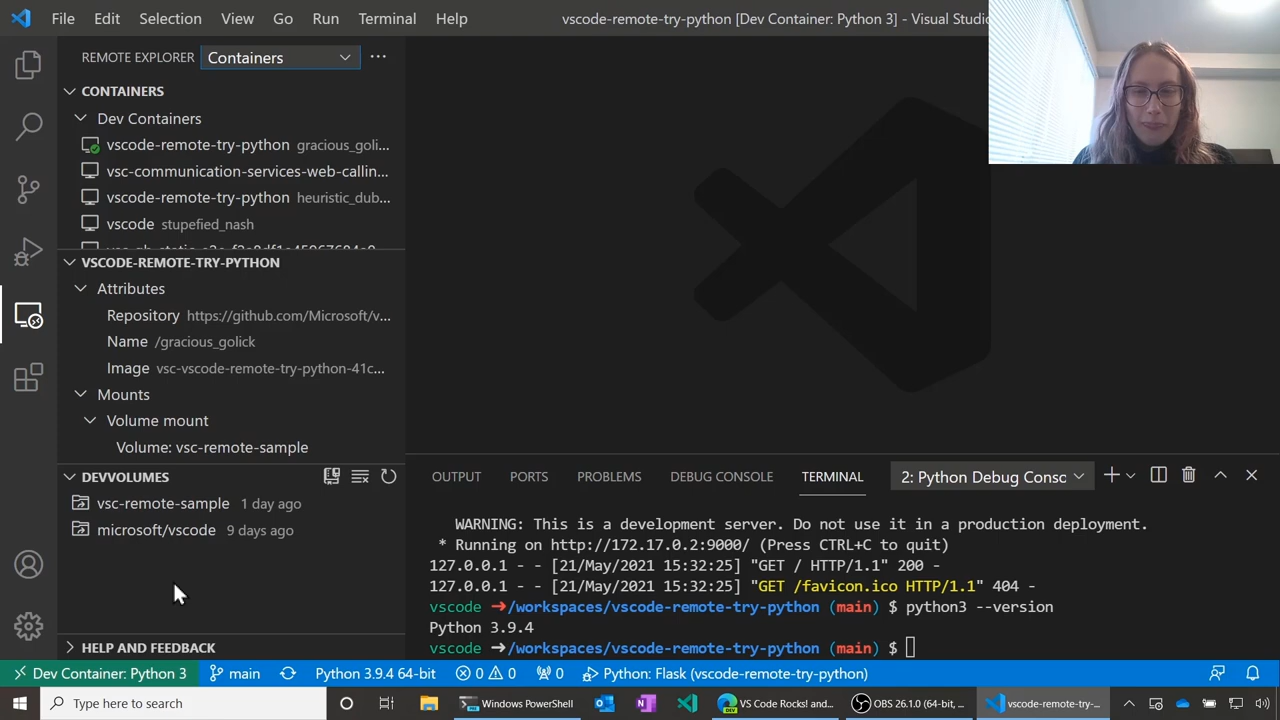 File Edit Selection View Go Run Terminal Help
vscode-remote-try-python [Dev Container: Python 3] - Visual Studi
REMOTE EXPLORER Containers
CONTAINERS
Dev Containers
vscode-remote-try-python gracious_goli...
vsc-communication-services-web-callin...
vscode-remote-try-python heuristic_dub...
vscode stupefied_nash
VSCODE-REMOTE-TRY-PYTHON
Attributes
Repository https://github.com/Microsoft/v...
Name /gracious_golick
Image vsc-vscode-remote-try-python-41c...
Mounts
Volume mount
Volume: vsc-remote-sample
DEVVOLUMES
vsc-remote-sample 1 day ago
microsoft/vscode 9 days ago
HELP AND FEEDBACK
OUTPUT PORTS PROBLEMS DEBUG CONSOLE TERMINAL 2: Python Debug Consc
WARNING: This is a development server. Do not use it in a production deployment.
* Running on http://172.17.0.2:9000/ (Press CTRL+C to quit)
127.0.0.1 - - [21/May/2021 15:32:25] "GET / HTTP/1.1" 200 -
127.0.0.1 - - [21/May/2021 15:32:25] "GET /favicon.ico HTTP/1.1" 404 -
vscode ➜ /workspaces/vscode-remote-try-python (main) $ python3 --version
Python 3.9.4
vscode ➜ /workspaces/vscode-remote-try-python (main) $
Dev Container: Python 3 main Python 3.9.4 64-bit 0 0 0 Python: Flask (vscode-remote-try-python)
Type here to search Windows PowerShell DEV VS Code Rocks! and... OBS 26.1.0 (64-bit, ... vscode-remote-try-...